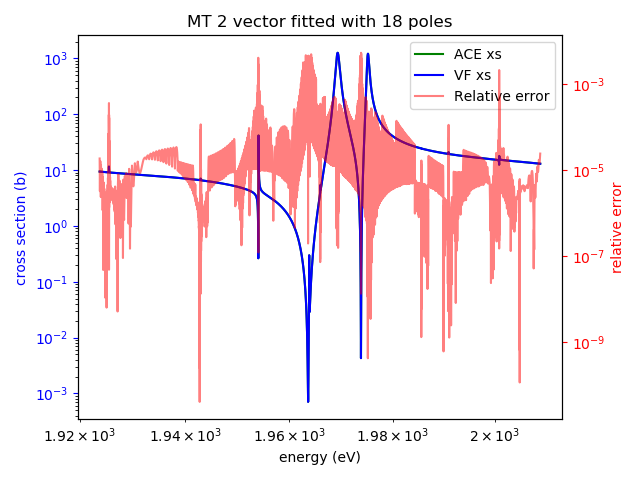 MT 2 vector fitted with 18 poles
ACE xs
VF xs
Relative error
cross section (b)
10³
10²
10¹
10⁰
10⁻¹
10⁻²
10⁻³
relative error
10⁻³
10⁻⁵
10⁻⁷
10⁻⁹
1.92 × 10³ 1.94 × 10³ 1.96 × 10³ 1.98 × 10³ 2 × 10³
energy (eV)